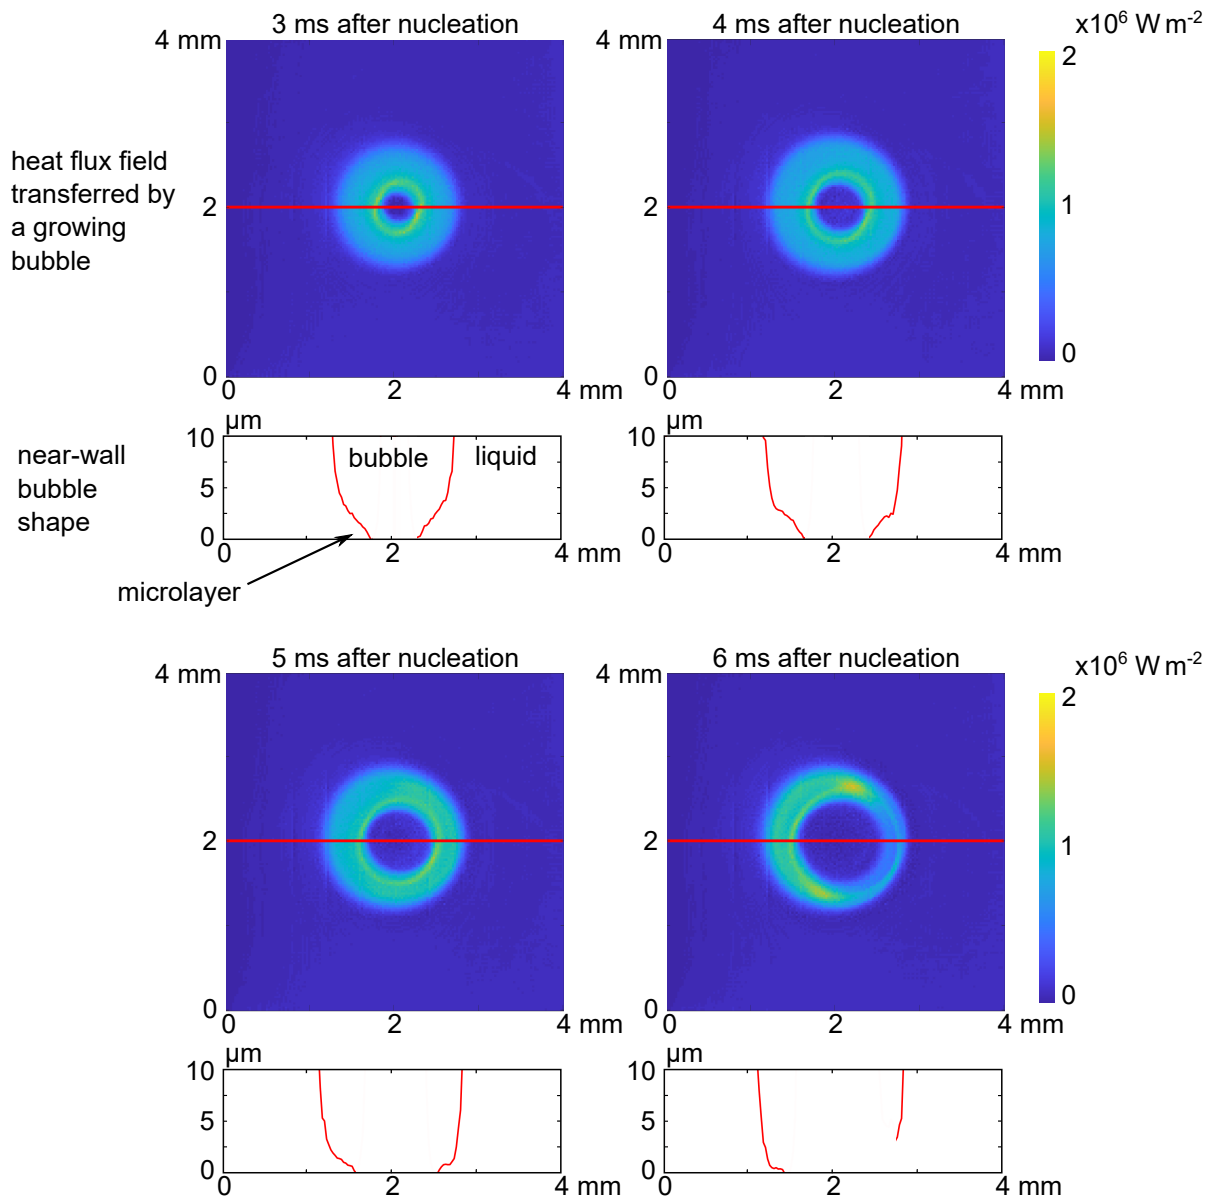 3 ms after nucleation
4 ms after nucleation
x10⁶ W m⁻²
4 mm
4 mm
2
heat flux field
transferred by
a growing
bubble
2
2
1
0
0
0
0
2
4 mm
0
2
4 mm
µm
µm
near-wall
bubble
shape
10
5
0
bubble
liquid
10
5
0
0
2
4 mm
0
2
4 mm
microlayer
5 ms after nucleation
6 ms after nucleation
x10⁶ W m⁻²
4 mm
4 mm
2
2
2
1
0
0
0
0
2
4 mm
0
2
4 mm
µm
µm
10
5
0
10
5
0
0
2
4 mm
0
2
4 mm